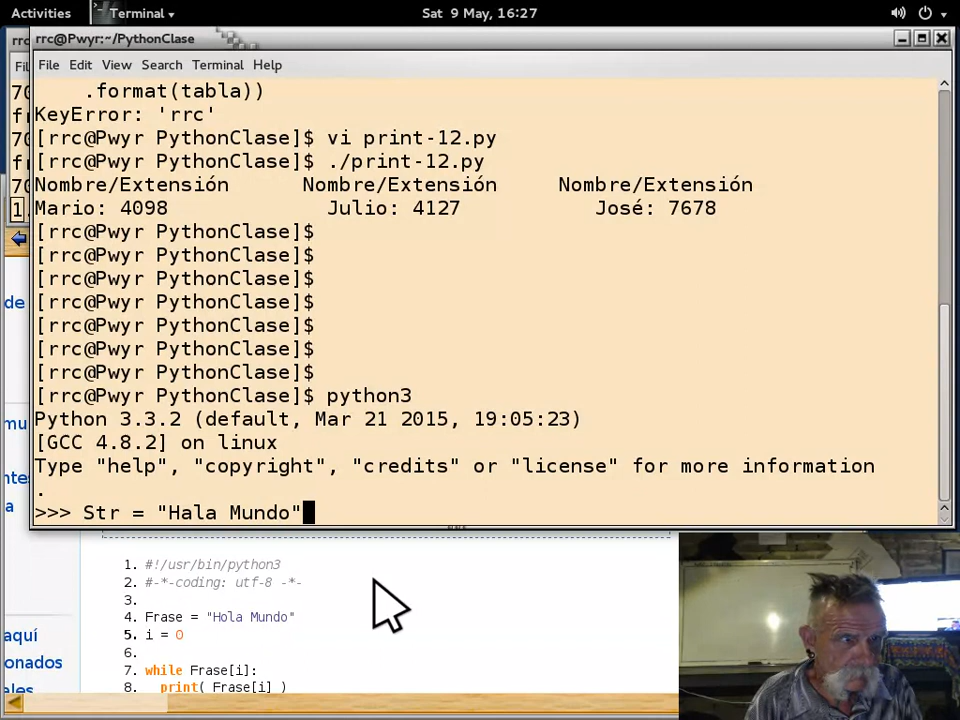 Activities Terminal Sat 9 May, 16:27
rrc@Pwyr:~/PythonClase
File Edit View Search Terminal Help
.format(tabla))
KeyError: 'rrc'
[rrc@Pwyr PythonClase]$ vi print-12.py
[rrc@Pwyr PythonClase]$ ./print-12.py
Nombre/Extensión Nombre/Extensión Nombre/Extensión
Mario: 4098 Julio: 4127 José: 7678
[rrc@Pwyr PythonClase]$
[rrc@Pwyr PythonClase]$
[rrc@Pwyr PythonClase]$
[rrc@Pwyr PythonClase]$
[rrc@Pwyr PythonClase]$
[rrc@Pwyr PythonClase]$
[rrc@Pwyr PythonClase]$
[rrc@Pwyr PythonClase]$ python3
Python 3.3.2 (default, Mar 21 2015, 19:05:23)
[GCC 4.8.2] on linux
Type "help", "copyright", "credits" or "license" for more information
.
>>> Str = "Hala Mundo"
1. #!/usr/bin/python3
2. #-*-coding: utf-8 -*-
3.
4. Frase = "Hola Mundo"
5. i = 0
6.
7. while Frase[i]:
8. print( Frase[i] )
de
aquí